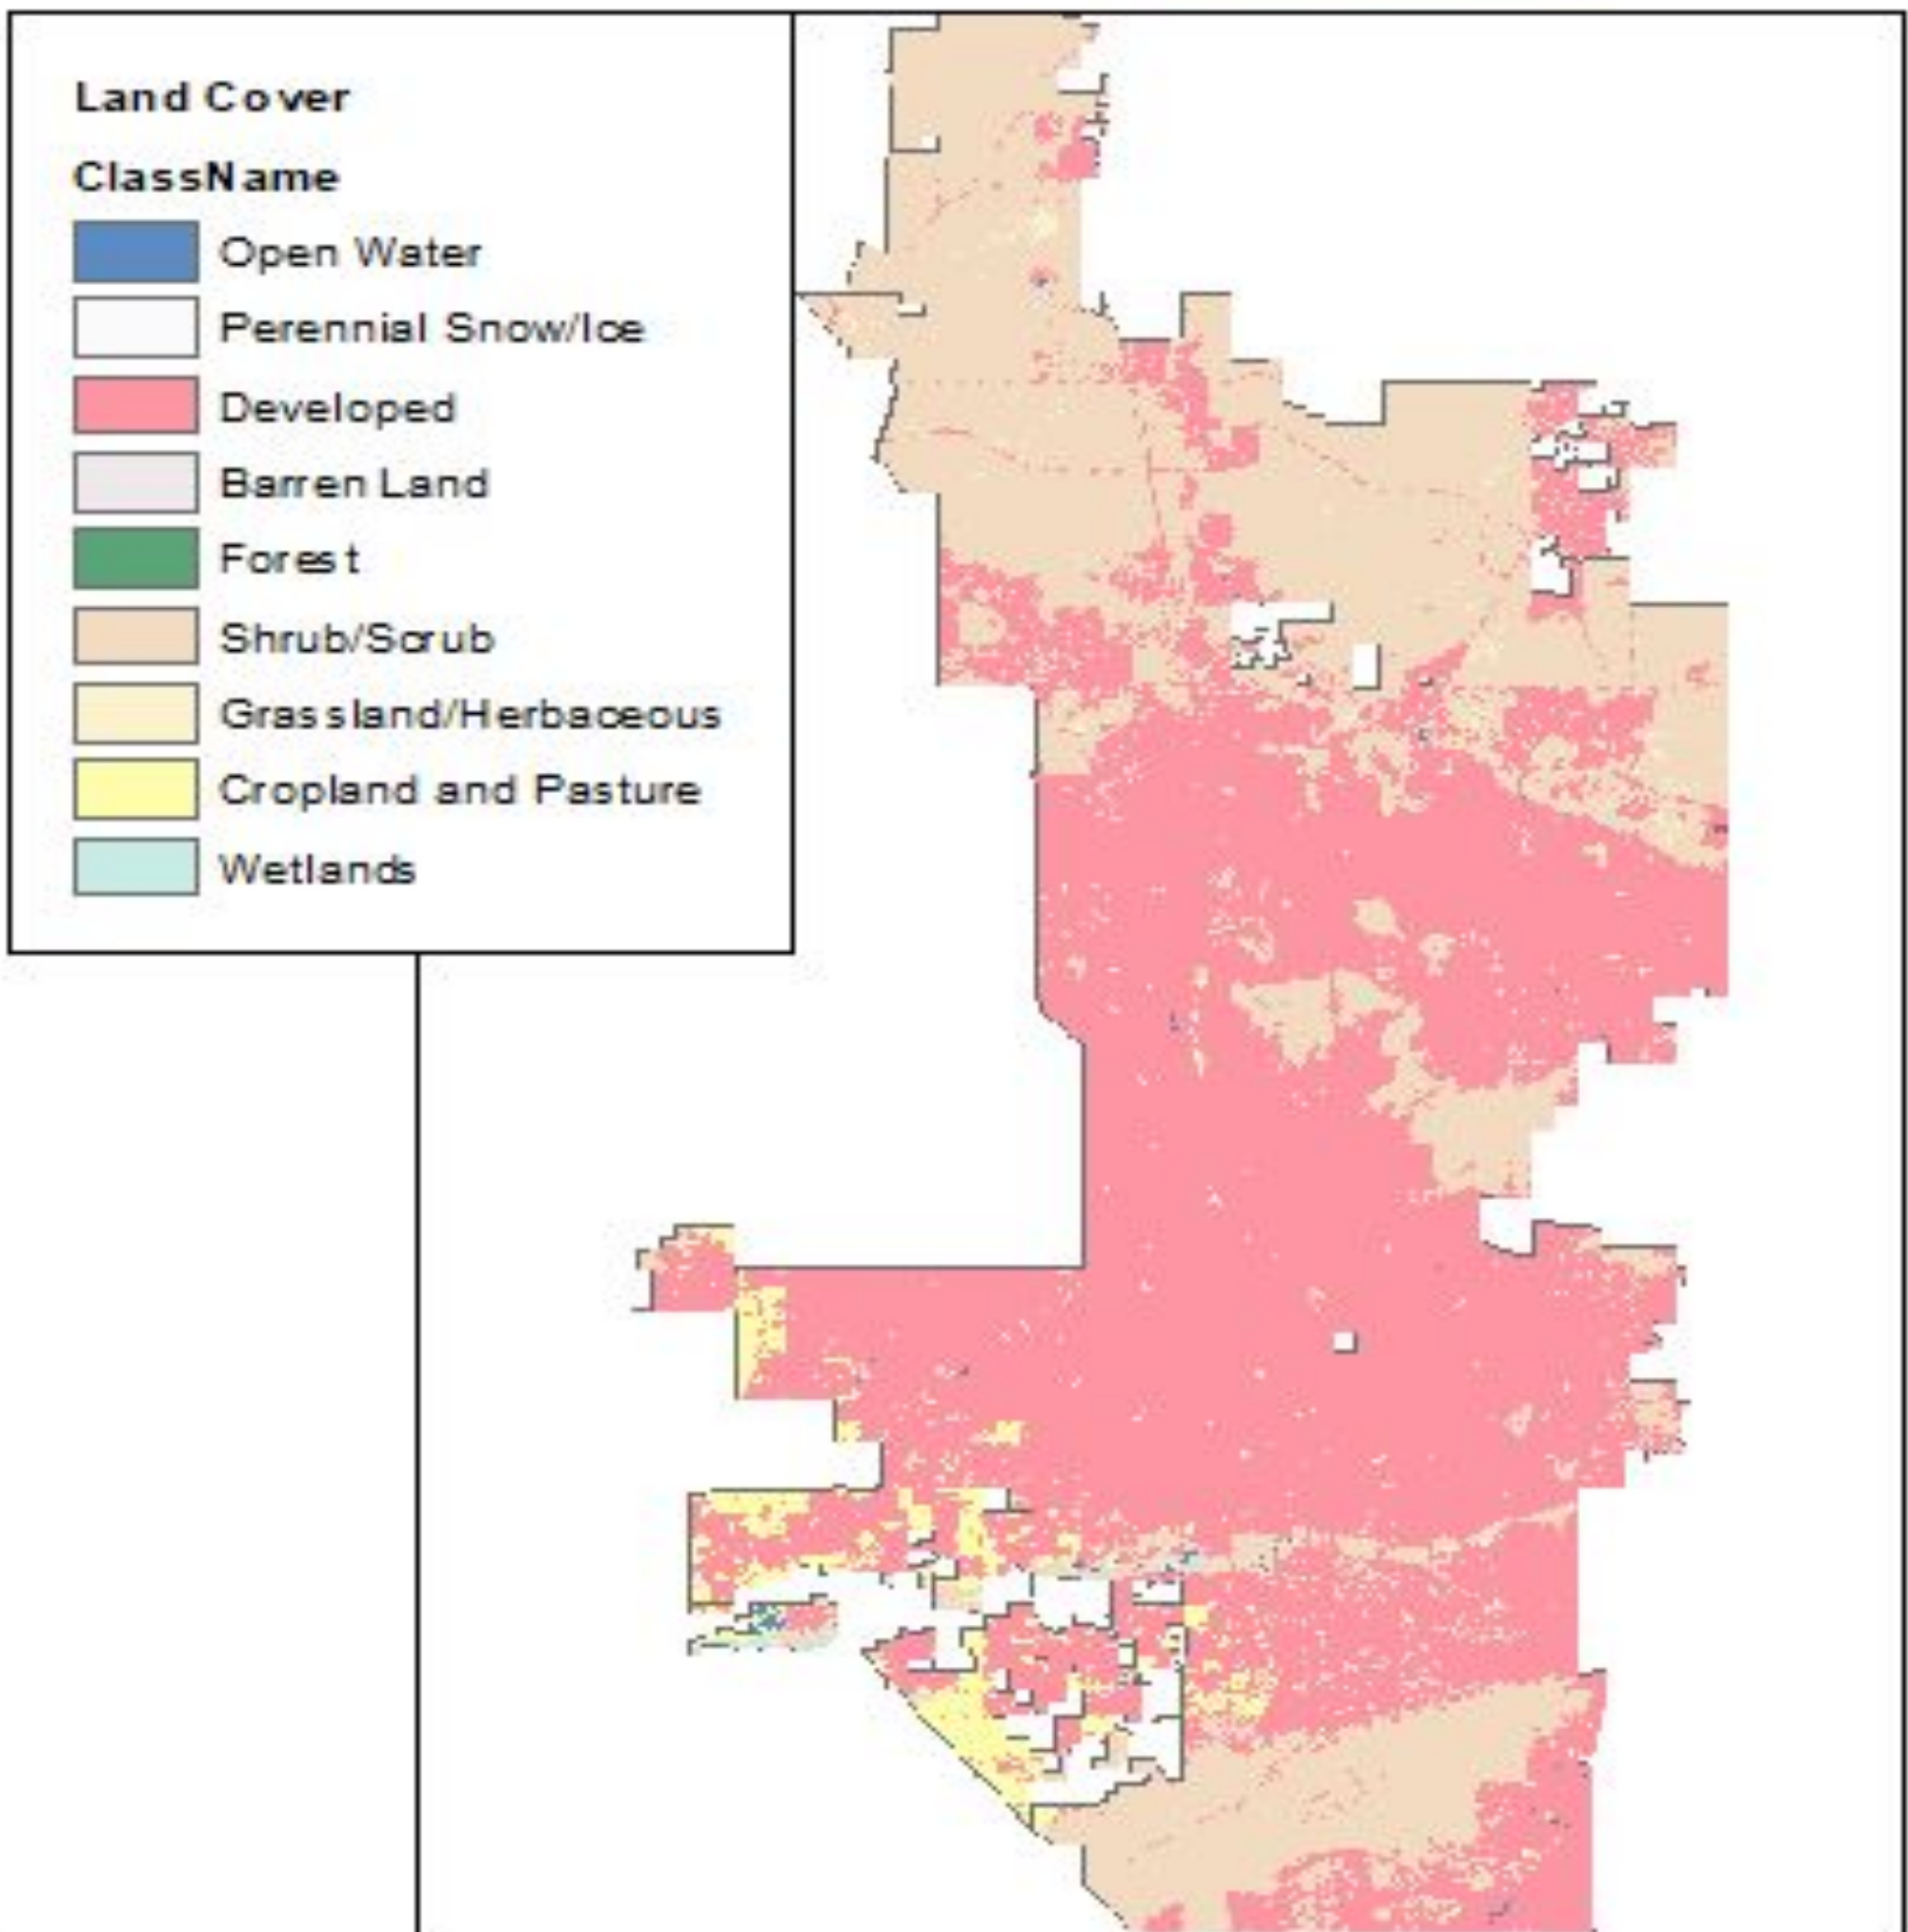 Land Cover
ClassName
Open Water
Perennial Snow/Ice
Developed
Barren Land
Forest
Shrub/Scrub
Grassland/Herbaceous
Cropland and Pasture
Wetlands